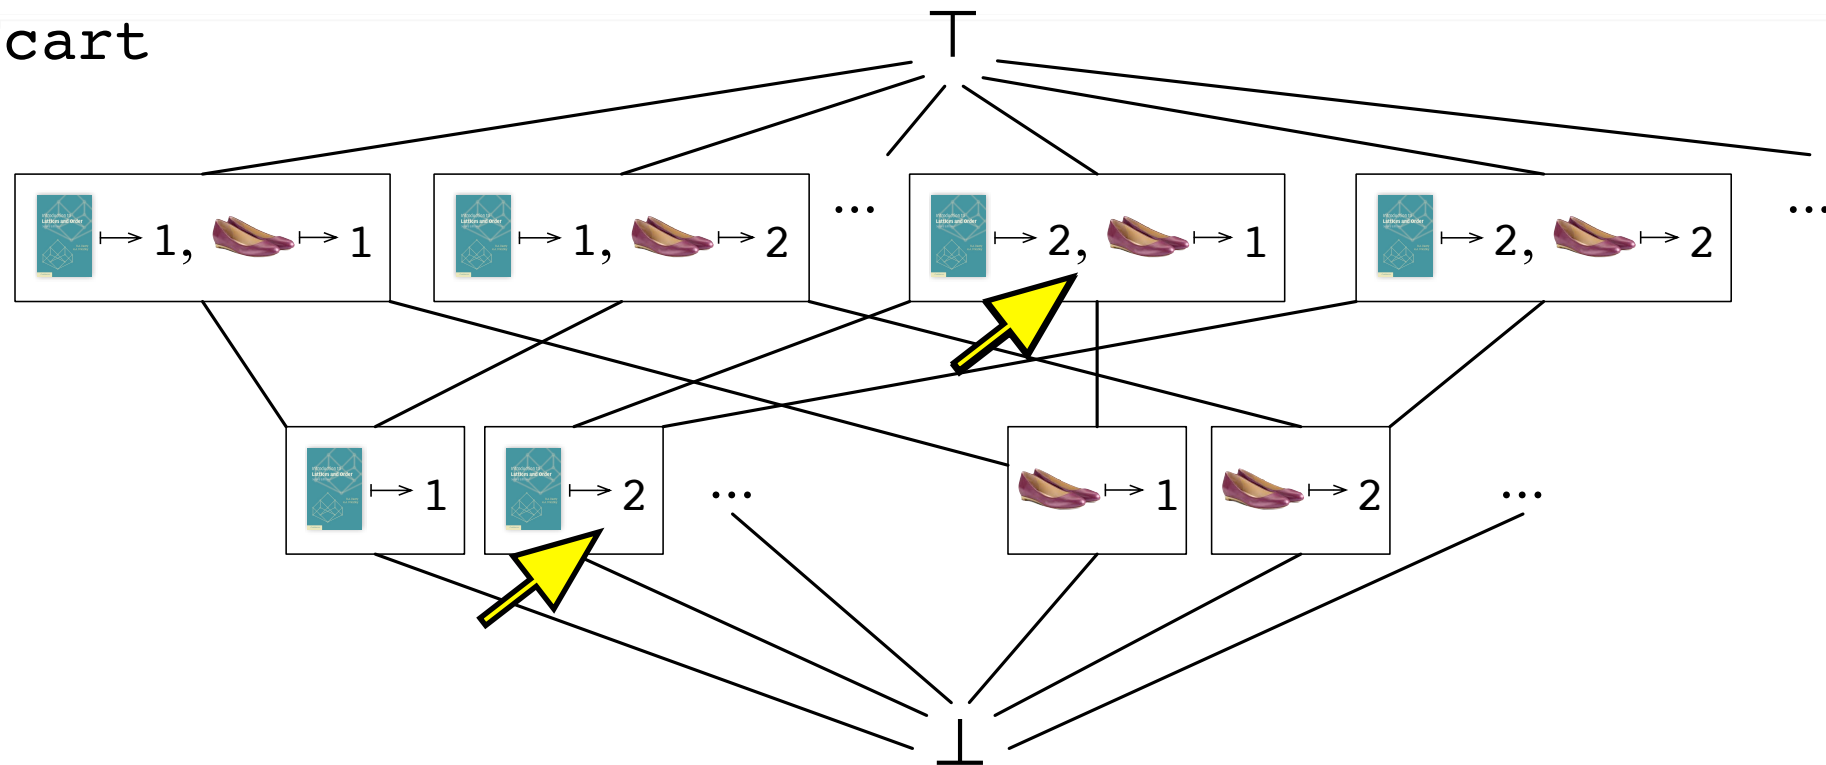 cart
⊤
↦ 1, ↦ 1
↦ 1, ↦ 2
...
↦ 2, ↦ 1
↦ 2, ↦ 2
...
↦ 1
↦ 2
...
↦ 1
↦ 2
...
⊥